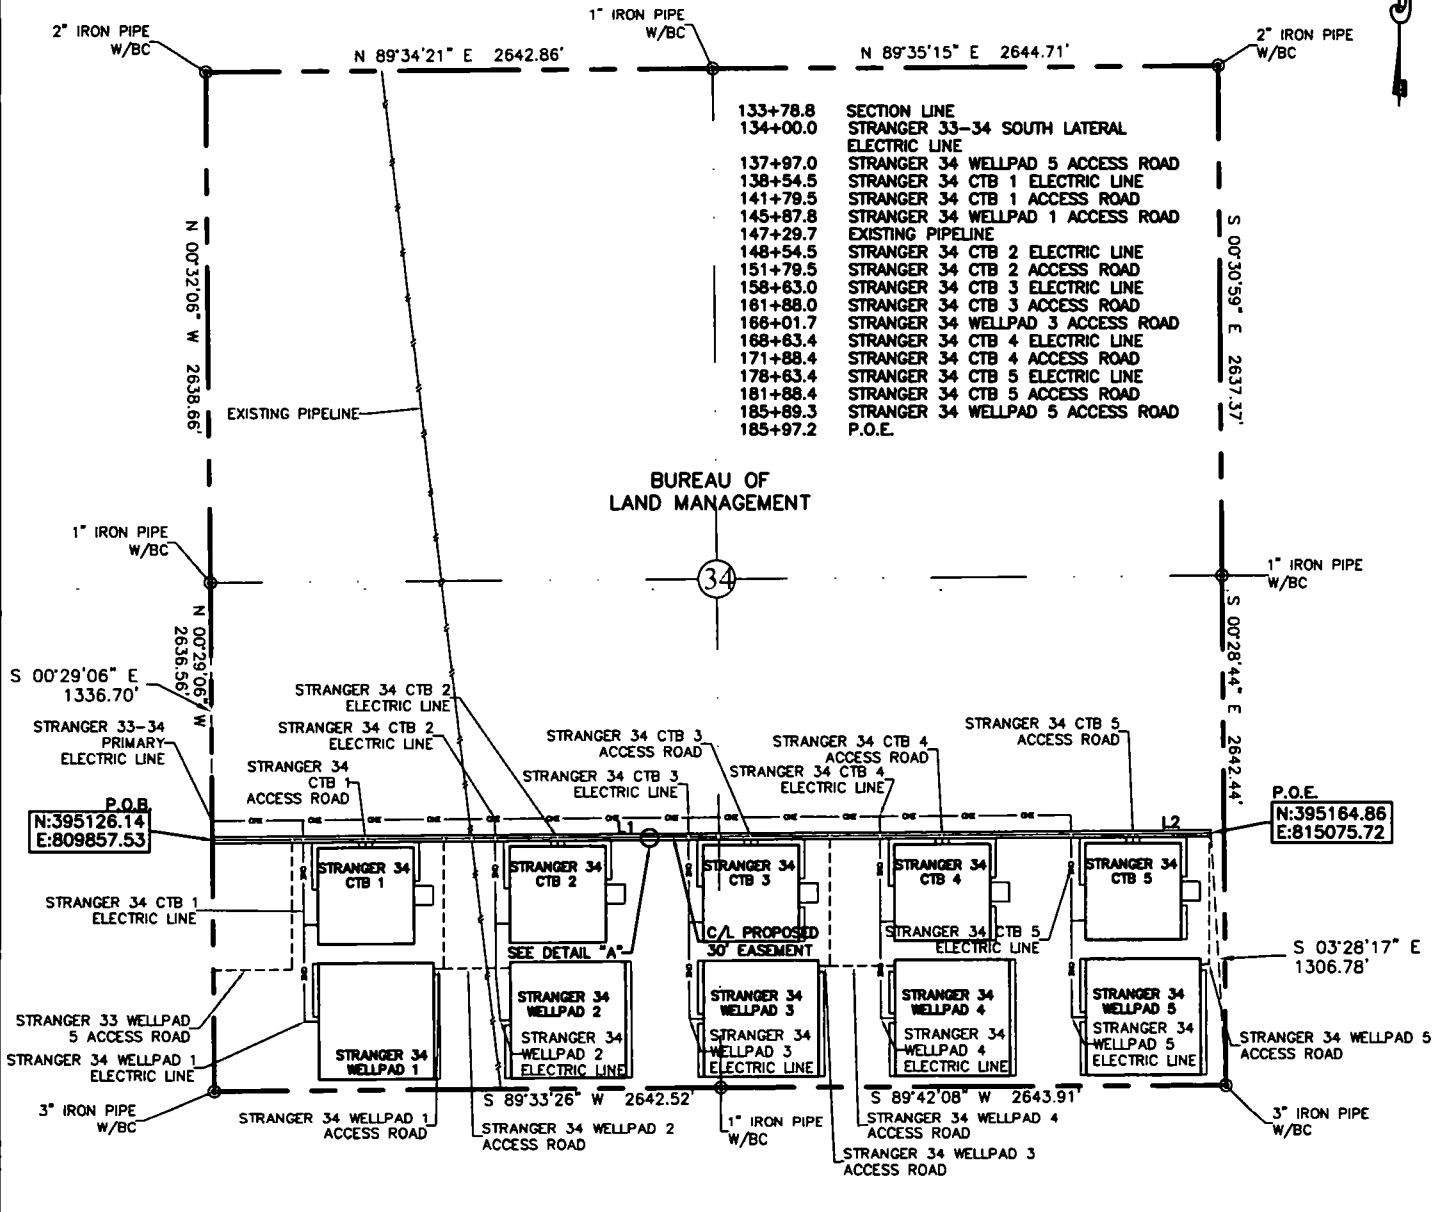 2" IRON PIPE
W/BC
N 89°34'21" E 2642.86'
1" IRON PIPE
W/BC
N 89°35'15" E 2644.71'
2" IRON PIPE
W/BC
133+78.8 SECTION LINE
134+00.0 STRANGER 33-34 SOUTH LATERAL
ELECTRIC LINE
137+97.0 STRANGER 34 WELLPAD 5 ACCESS ROAD
138+54.5 STRANGER 34 CTB 1 ELECTRIC LINE
141+79.5 STRANGER 34 CTB 1 ACCESS ROAD
145+87.8 STRANGER 34 WELLPAD 1 ACCESS ROAD
147+29.7 EXISTING PIPELINE
148+54.5 STRANGER 34 CTB 2 ELECTRIC LINE
151+79.5 STRANGER 34 CTB 2 ACCESS ROAD
158+63.0 STRANGER 34 CTB 3 ELECTRIC LINE
161+88.0 STRANGER 34 CTB 3 ACCESS ROAD
166+01.7 STRANGER 34 WELLPAD 3 ACCESS ROAD
168+63.4 STRANGER 34 CTB 4 ELECTRIC LINE
171+88.4 STRANGER 34 CTB 4 ACCESS ROAD
178+63.4 STRANGER 34 CTB 5 ELECTRIC LINE
181+88.4 STRANGER 34 CTB 5 ACCESS ROAD
185+89.3 STRANGER 34 WELLPAD 5 ACCESS ROAD
185+97.2 P.O.E.
N 00°32'06" W 2638.66'
S 00°30'59" E 2637.37'
EXISTING PIPELINE
BUREAU OF
LAND MANAGEMENT
34
1" IRON PIPE
W/BC
1" IRON PIPE
W/BC
N 00°29'06" W
2636.56'
S 00°28'44" E 2642.44'
S 00°29'06" E
1336.70'
STRANGER 33-34
PRIMARY
ELECTRIC LINE
STRANGER 34 CTB 2
ELECTRIC LINE
STRANGER 34 CTB 2
ELECTRIC LINE
STRANGER 34
CTB 1
ACCESS ROAD
STRANGER 34 CTB 3
ACCESS ROAD
STRANGER 34 CTB 3
ELECTRIC LINE
STRANGER 34 CTB 4
ACCESS ROAD
STRANGER 34 CTB 4
ELECTRIC LINE
STRANGER 34 CTB 5
ACCESS ROAD
P.O.B.
N:395126.14
E:809857.53
P.O.E.
N:395164.86
E:815075.72
OHE OHE OHE OHE OHE OHE OHE OHE OHE
L1
L2
STRANGER 34
CTB 1
STRANGER 34
CTB 2
STRANGER 34
CTB 3
STRANGER 34
CTB 4
STRANGER 34
CTB 5
STRANGER 34 CTB 1
ELECTRIC LINE
SEE DETAIL "A"
C/L PROPOSED
30' EASEMENT
STRANGER 34 CTB 5
ELECTRIC LINE
S 03°28'17" E
1306.78'
STRANGER 33 WELLPAD
5 ACCESS ROAD
STRANGER 34 WELLPAD 1
ELECTRIC LINE
STRANGER 34
WELLPAD 1
STRANGER 34
WELLPAD 2
STRANGER 34
WELLPAD 2
ELECTRIC LINE
STRANGER 34
WELLPAD 3
STRANGER 34
WELLPAD 3
ELECTRIC LINE
STRANGER 34
WELLPAD 4
STRANGER 34
WELLPAD 4
ELECTRIC LINE
STRANGER 34
WELLPAD 5
STRANGER 34
WELLPAD 5
ELECTRIC LINE
STRANGER 34 WELLPAD 5
ACCESS ROAD
3" IRON PIPE
W/BC
STRANGER 34 WELLPAD 1
ACCESS ROAD
S 89°33'26" W 2642.52'
STRANGER 34 WELLPAD 2
ACCESS ROAD
1" IRON PIPE
W/BC
S 89°42'08" W 2643.91'
STRANGER 34 WELLPAD 4
ACCESS ROAD
STRANGER 34 WELLPAD 3
ACCESS ROAD
3" IRON PIPE
W/BC